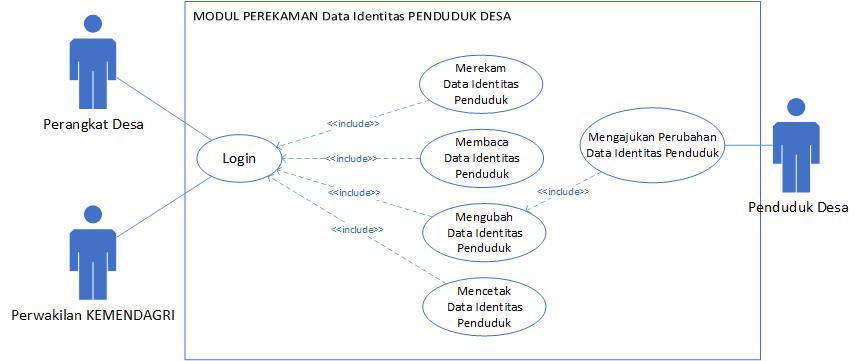 MODUL PEREKAMAN Data Identitas PENDUDUK DESA
Perangkat Desa
Perwakilan KEMENDAGRI
Login
<<include>>
<<include>>
<<include>>
<<include>>
Merekam
Data Identitas
Penduduk
Membaca
Data Identitas
Penduduk
Mengubah
Data Identitas
Penduduk
Mencetak
Data Identitas
Penduduk
<<include>>
Mengajukan Perubahan
Data Identitas Penduduk
Penduduk Desa